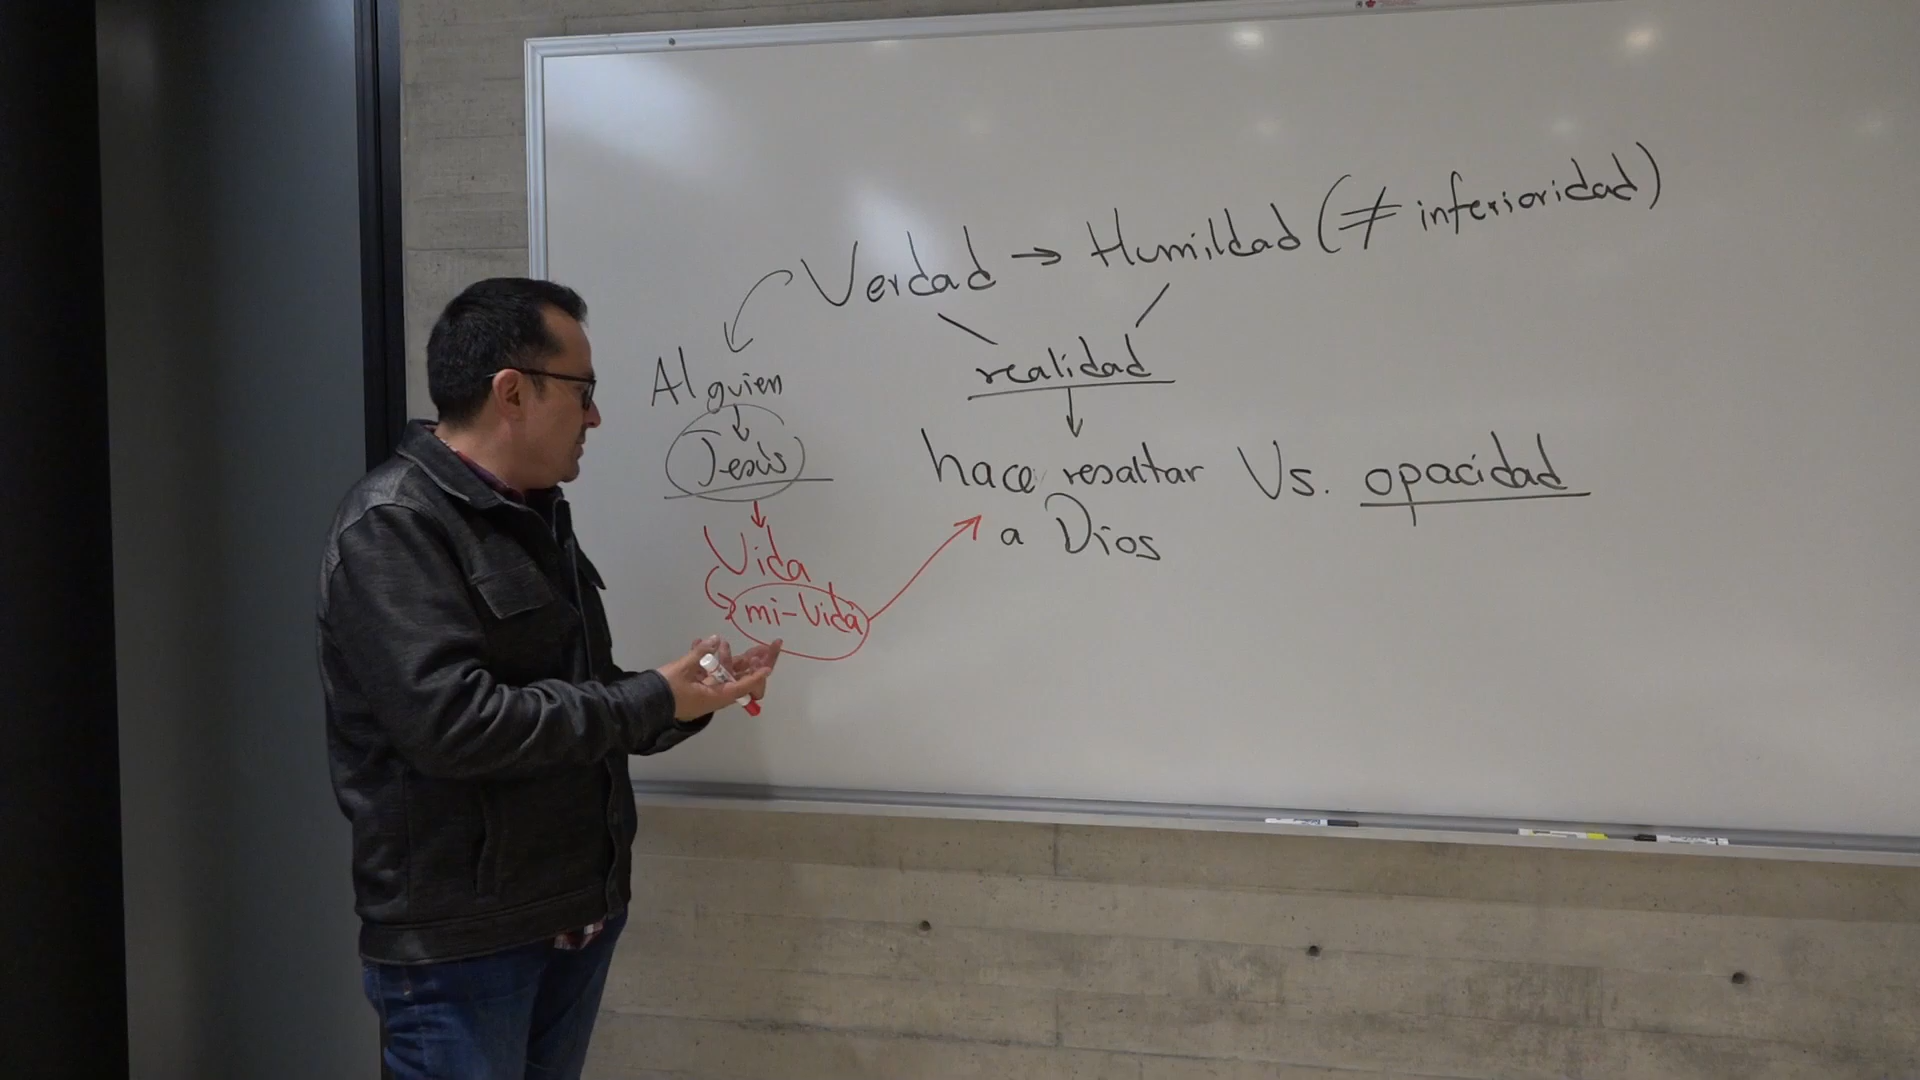 Verdad → Humildad (≠ inferioridad)
Alguien
realidad
Jesús
hace resaltar Vs. opacidad
a Dios
Vida
mi-Vida